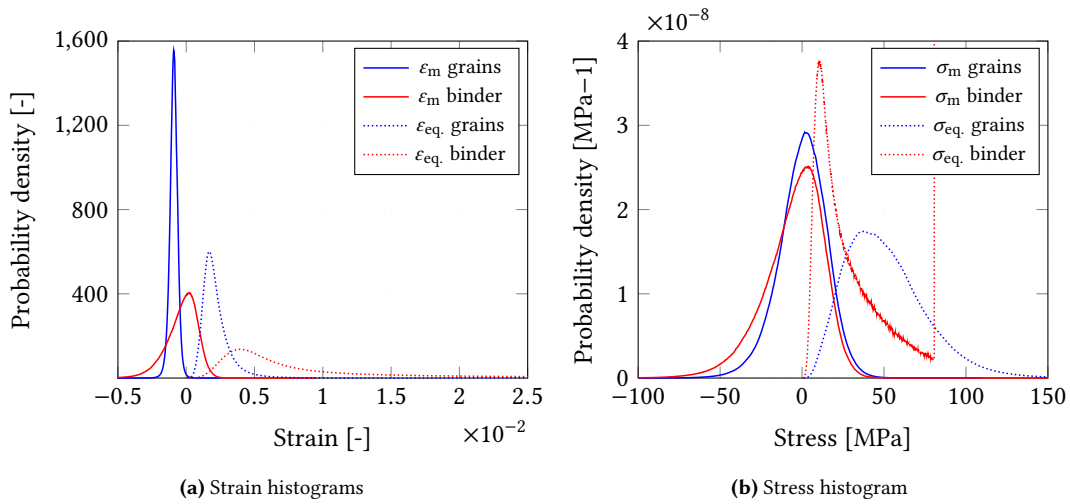 1,600
1,200
800
400
Probability density [-]
−0.5 0 0.5 1 1.5 2 2.5
×10−2
Strain [-]
εm grains
εm binder
εeq. grains
εeq. binder
(a) Strain histograms
×10−8
4
3
2
1
0
Probability density [MPa−1]
−100 −50 0 50 100 150
Stress [MPa]
σm grains
σm binder
σeq. grains
σeq. binder
(b) Stress histogram